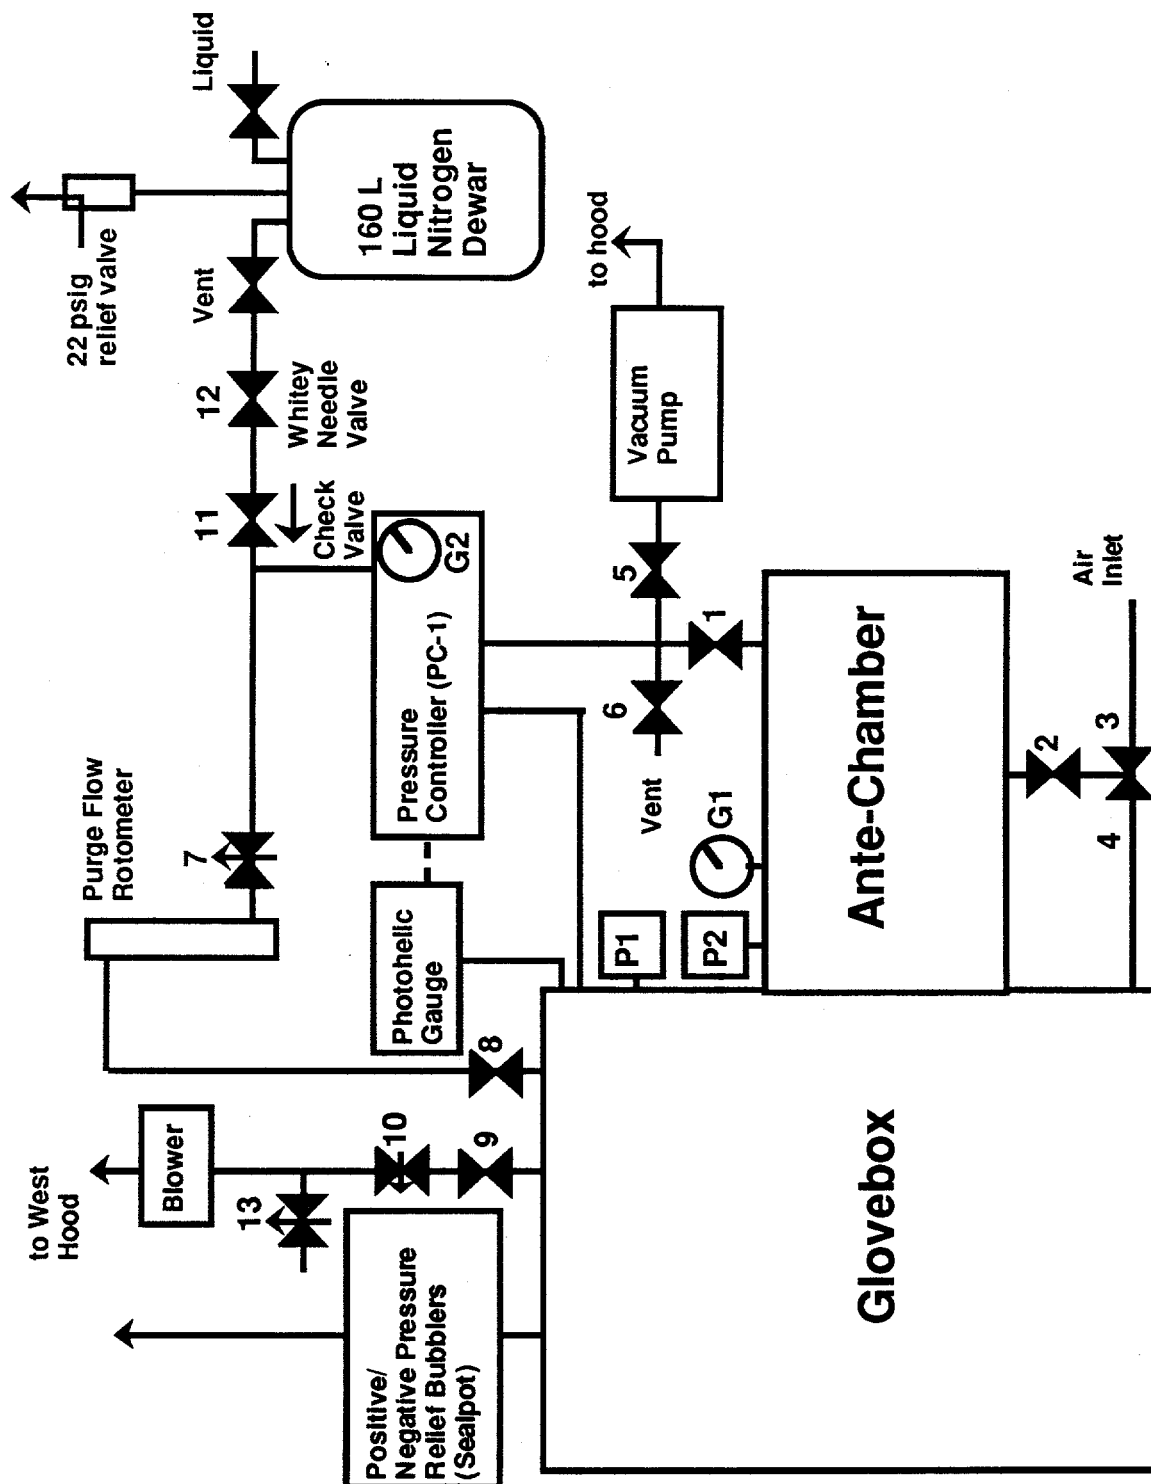 to West
Hood
Blower
13
10
9
Positive/
Negative Pressure
Relief Bubblers
(Sealpot)
Purge Flow
Rotometer
7
8
Photohelic
Gauge
Pressure
Controller (PC-1)
G2
11
Check
Valve
12
Whitey
Needle
Valve
Vent
22 psig
relief valve
Liquid
160 L
Liquid
Nitrogen
Dewar
to hood
Vacuum
Pump
5
6
Vent
1
P1
P2
G1
Ante-Chamber
Glovebox
2
3
4
Air
Inlet